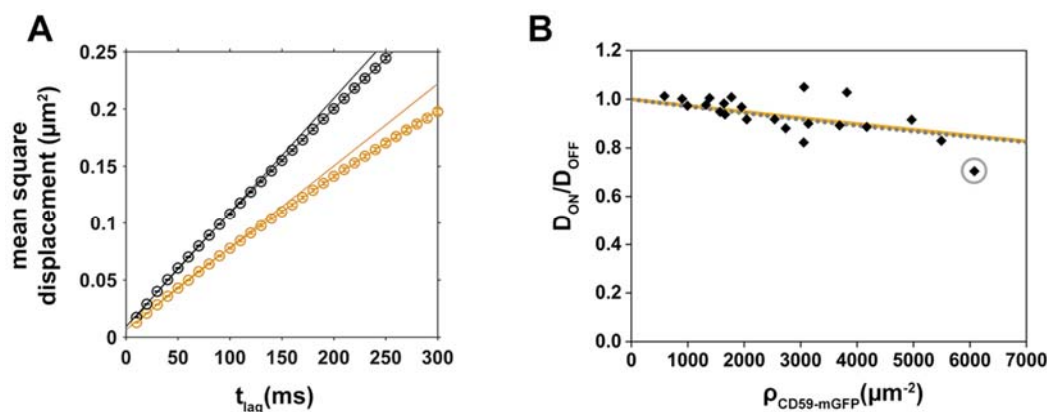 A
mean square
displacement (μm²)
0.25
0.2
0.15
0.1
0.05
0
0 50 100 150 200 250 300
t_lag(ms)
B
D_ON/D_OFF
1.2
1.0
0.8
0.6
0.4
0.2
0.0
0 1000 2000 3000 4000 5000 6000 7000
ρ_CD59-mGFP(μm⁻²)